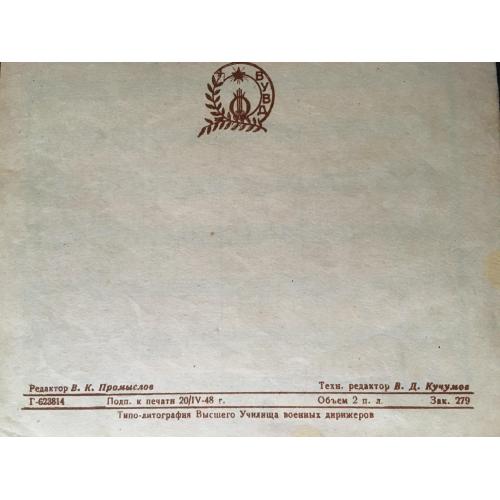 ВУВД
Редактор В. К. Промыслов Техн. редактор В. Д. Кучумов
Г-623814 Подп. к печати 20/IV-48 г. Объем 2 п. л. Зак. 279
Типо-литография Высшего Училища военных дирижеров